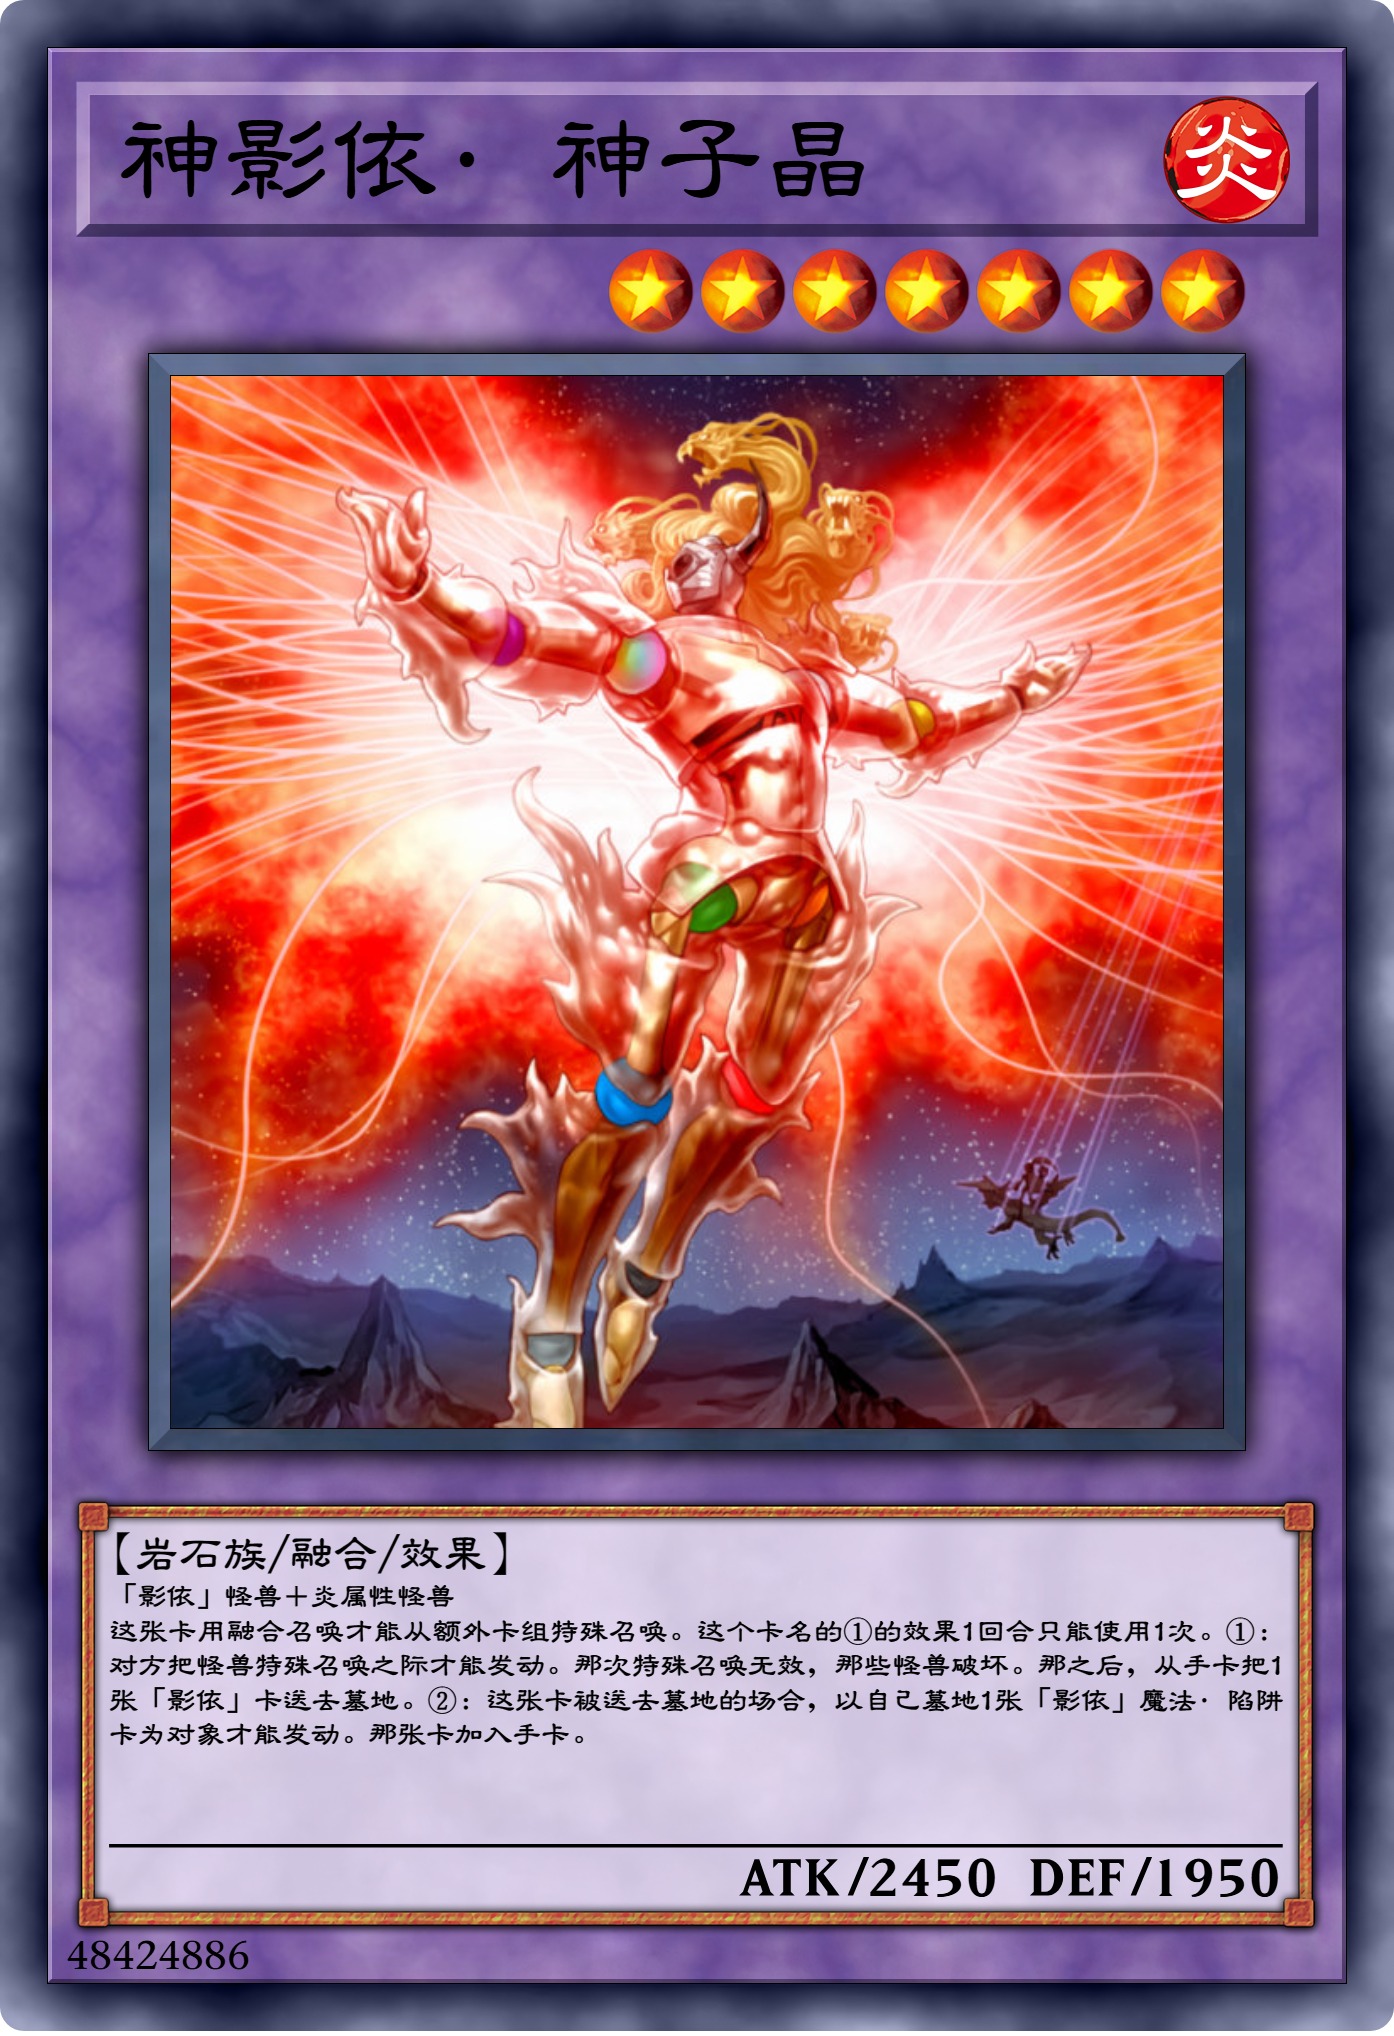 神影依·神子晶
炎
【岩石族/融合/效果】
「影依」怪兽＋炎属性怪兽
这张卡用融合召唤才能从额外卡组特殊召唤。这个卡名的①的效果1回合只能使用1次。①：
对方把怪兽特殊召唤之际才能发动。那次特殊召唤无效，那些怪兽破坏。那之后，从手卡把1
张「影依」卡送去墓地。②：这张卡被送去墓地的场合，以自己墓地1张「影依」魔法·陷阱
卡为对象才能发动。那张卡加入手卡。
ATK/2450 DEF/1950
48424886